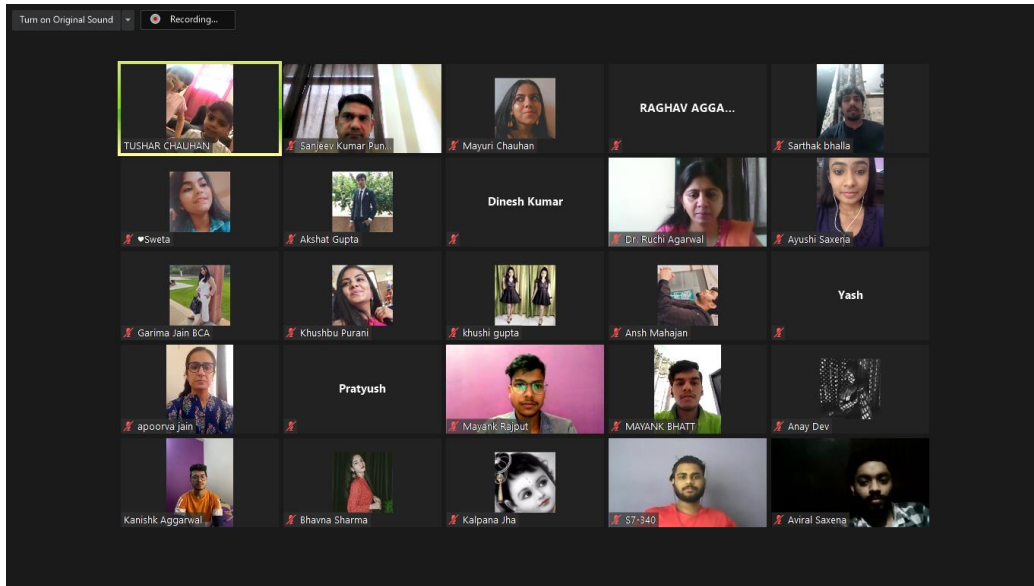 Turn on Original Sound
Recording...
TUSHAR CHAUHAN
Sanjeev Kumar Pun...
Mayuri Chauhan
RAGHAV AGGA...
Sarthak bhalla
♥Sweta
Akshat Gupta
Dinesh Kumar
Dr. Ruchi Agarwal
Ayushi Saxena
Garima Jain BCA
Khushbu Purani
khushi gupta
Ansh Mahajan
Yash
apoorva jain
Pratyush
Mayank Rajput
MAYANK BHATT
Anay Dev
Kanishk Aggarwal
Bhavna Sharma
Kalpana Jha
S7-340
Aviral Saxena